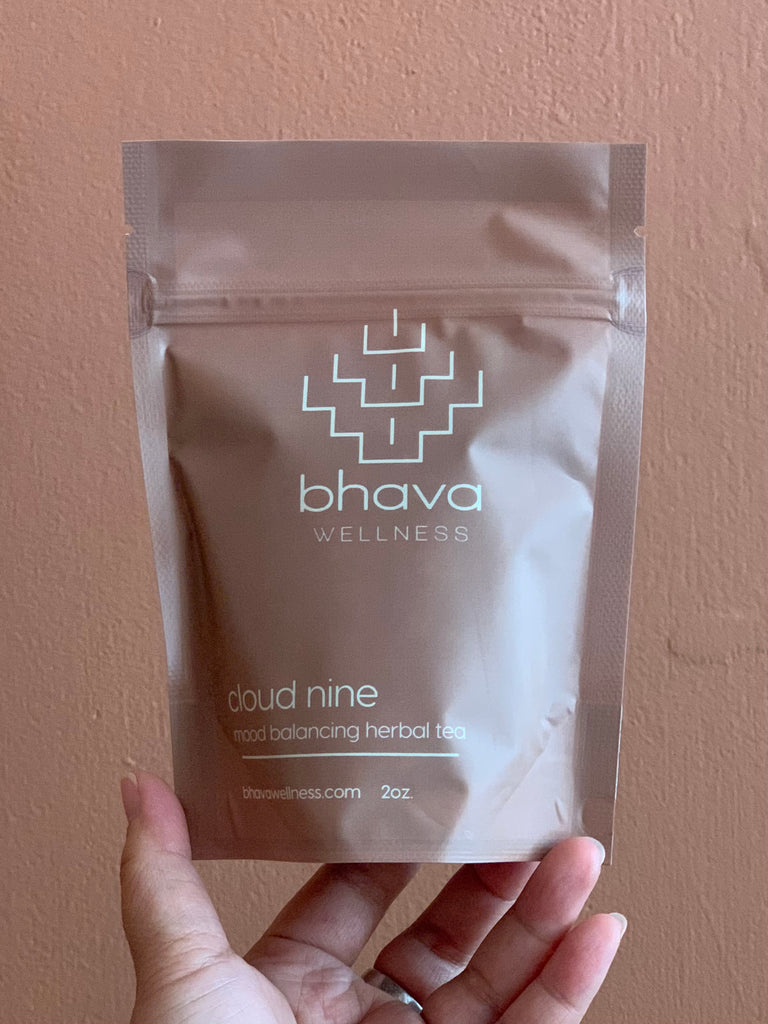 bhava
WELLNESS
cloud nine
mood balancing herbal tea
bhavawellness.com 2oz.